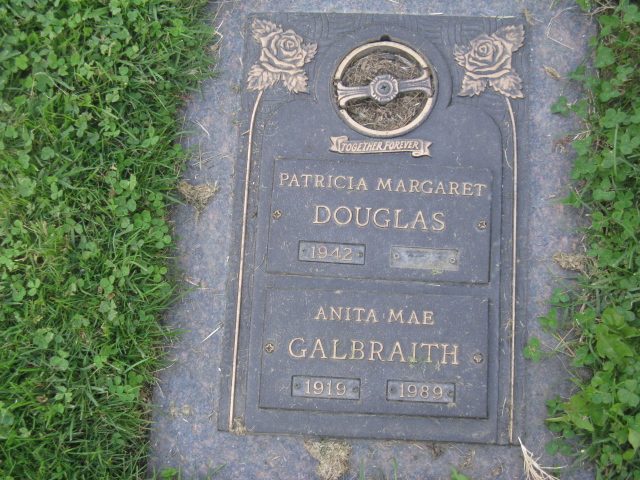 TOGETHER FOREVER
PATRICIA MARGARET
DOUGLAS
1942
ANITA MAE
GALBRAITH
1919 1989